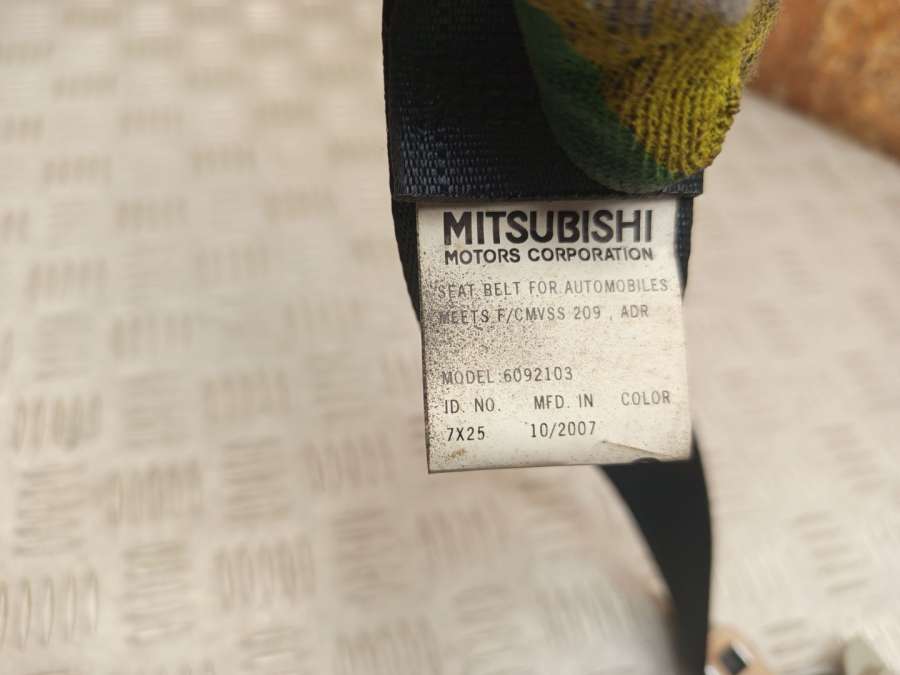 MITSUBISHI
MOTORS CORPORATION
SEAT BELT FOR AUTOMOBILES
MEETS F/CMVSS 209 , ADR
MODEL:6092103
ID. NO. MFD. IN COLOR
7X25 10/2007